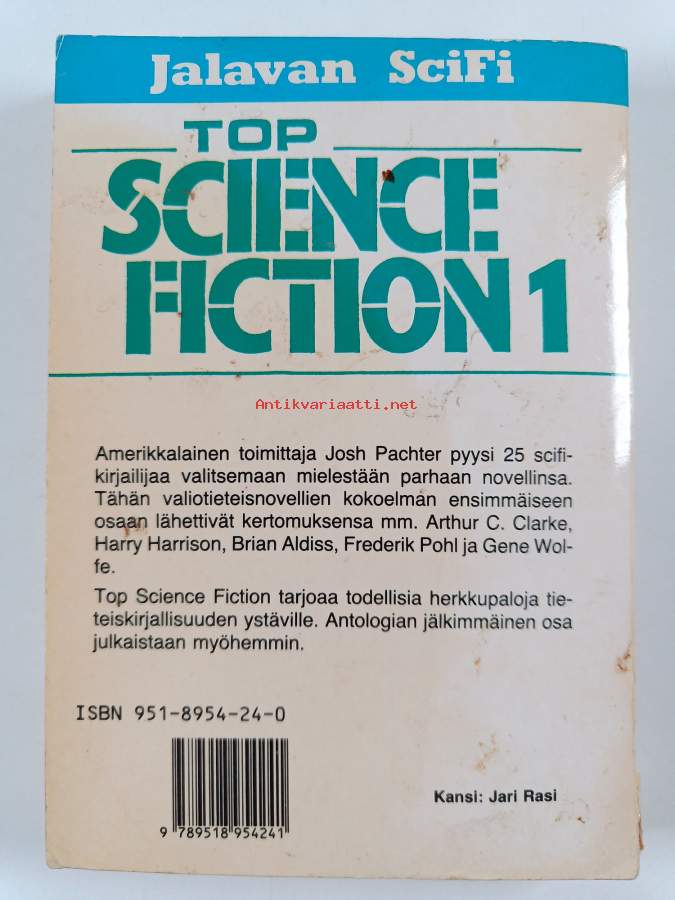 Jalavan SciFi
TOP
SCIENCE
FICTION 1
Antikvariaatti.net
Amerikkalainen toimittaja Josh Pachter pyysi 25 scifi-
kirjailijaa valitsemaan mielestään parhaan novellinsa.
Tähän valiotieteisnovellien kokoelman ensimmäiseen
osaan lähettivät kertomuksensa mm. Arthur C. Clarke,
Harry Harrison, Brian Aldiss, Frederik Pohl ja Gene Wol-
fe.
Top Science Fiction tarjoaa todellisia herkkupaloja tie-
teiskirjallisuuden ystäville. Antologian jälkimmäinen osa
julkaistaan myöhemmin.
ISBN 951-8954-24-0
Kansi: Jari Rasi
9 789518 954241